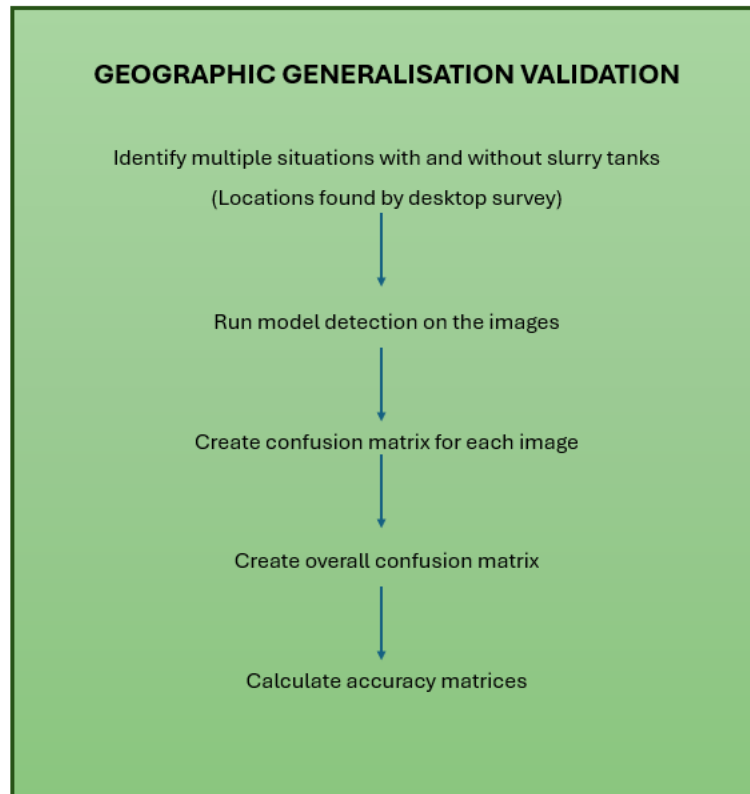 GEOGRAPHIC GENERALISATION VALIDATION
Identify multiple situations with and without slurry tanks
(Locations found by desktop survey)
Run model detection on the images
Create confusion matrix for each image
Create overall confusion matrix
Calculate accuracy matrices